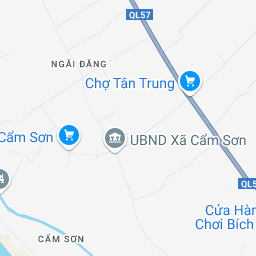 QL57
NGÃI ĐĂNG
Chợ Tân Trung
Cẩm Sơn
UBND Xã Cẩm Sơn
QL5
Cửa Hàn
Chơi Bích
CẨM SƠN